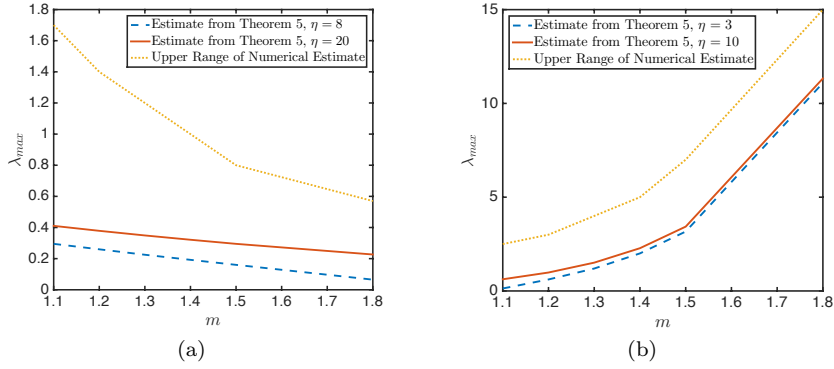 1.8
1.6
1.4
1.2
1
0.8
0.6
0.4
0.2
0
λmax
Estimate from Theorem 5, η = 8
Estimate from Theorem 5, η = 20
Upper Range of Numerical Estimate
1.1 1.2 1.3 1.4 1.5 1.6 1.7 1.8
m
(a)
15
10
5
0
λmax
Estimate from Theorem 5, η = 3
Estimate from Theorem 5, η = 10
Upper Range of Numerical Estimate
1.1 1.2 1.3 1.4 1.5 1.6 1.7 1.8
m
(b)